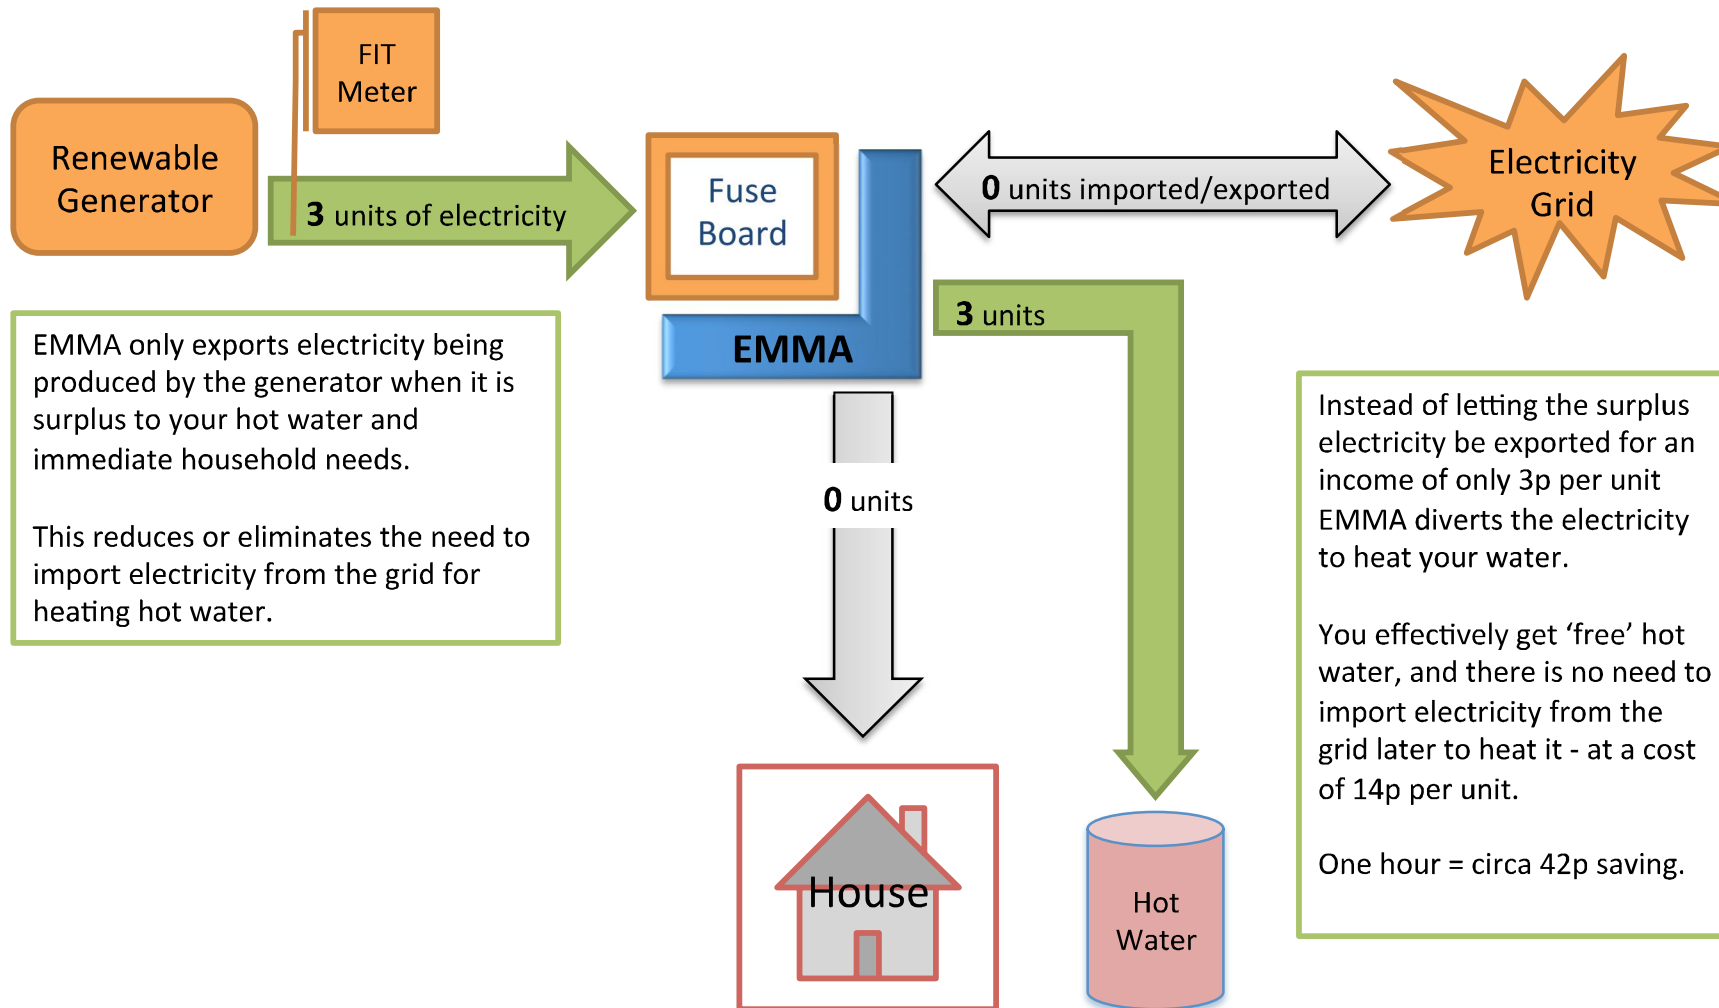 FIT
Meter
Renewable
Generator
3 units of electricity
Fuse
Board
EMMA
0 units imported/exported
Electricity
Grid
3 units
0 units
EMMA only exports electricity being
produced by the generator when it is
surplus to your hot water and
immediate household needs.
This reduces or eliminates the need to
import electricity from the grid for
heating hot water.
Instead of letting the surplus
electricity be exported for an
income of only 3p per unit
EMMA diverts the electricity
to heat your water.
You effectively get ‘free’ hot
water, and there is no need to
import electricity from the
grid later to heat it - at a cost
of 14p per unit.
One hour = circa 42p saving.
House
Hot
Water